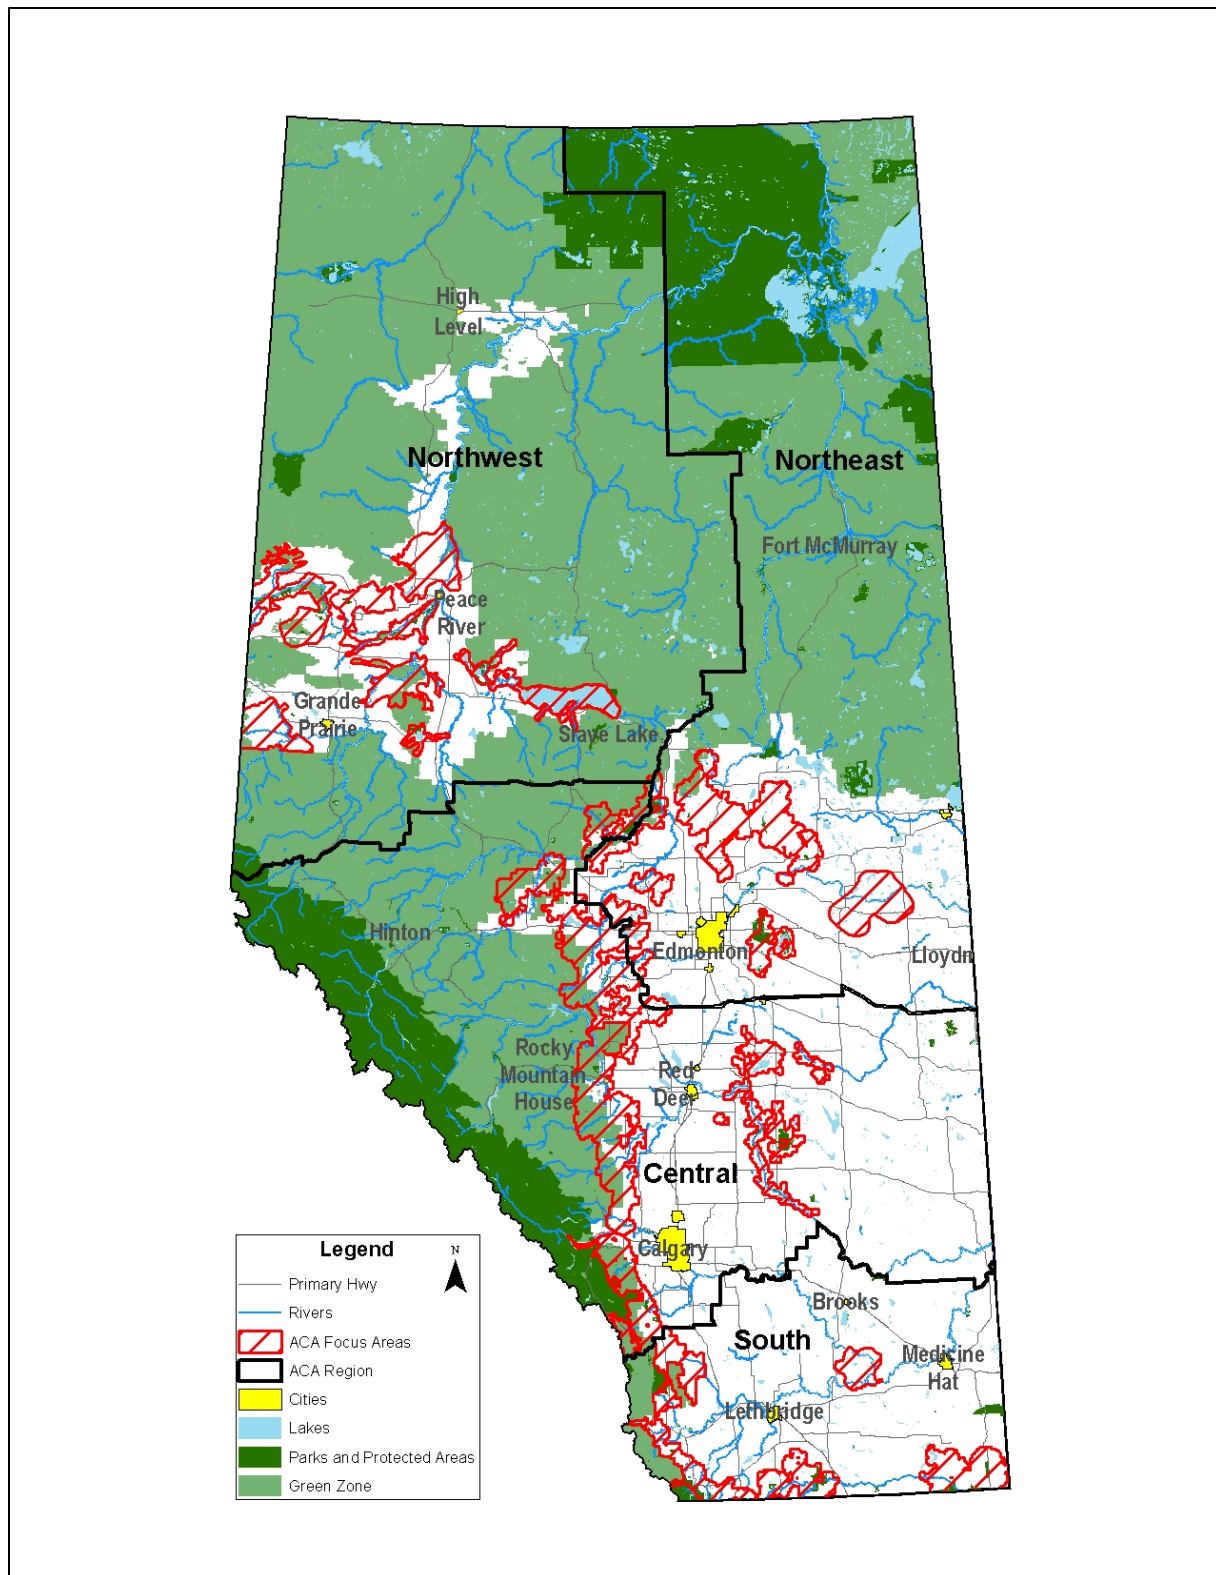 High
Level
Northwest
Northeast
Fort McMurray
Peace
River
Grande
Prairie
Slave Lake
Hinton
Edmonton
Lloydn
Rocky
Mountain
House
Red
Deer
Central
Calgary
Brooks
South
Medicine
Hat
Lethbridge
Legend
N
Primary Hwy
Rivers
ACA Focus Areas
ACA Region
Cities
Lakes
Parks and Protected Areas
Green Zone